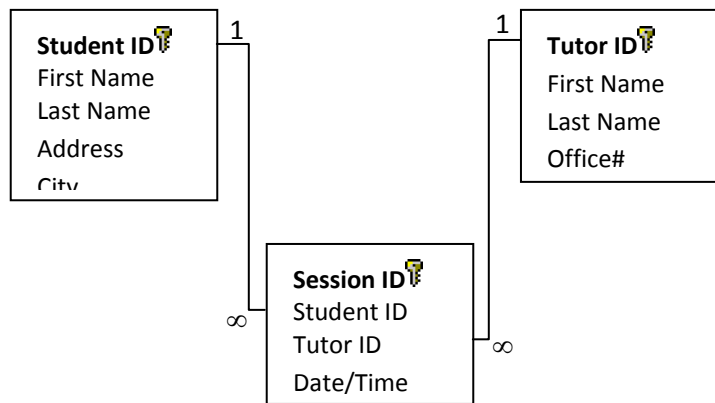 1
Student ID
First Name
Last Name
Address
City
1
Tutor ID
First Name
Last Name
Office#
Session ID
Student ID
Tutor ID
Date/Time
∞
∞